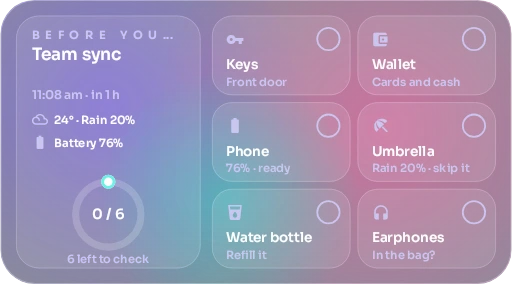 BEFORE YOU…
Team sync
11:08 am · in 1 h
24° · Rain 20%
Battery 76%
0 / 6
6 left to check
Keys
Front door
Wallet
Cards and cash
Phone
76% · ready
Umbrella
Rain 20% · skip it
Water bottle
Refill it
Earphones
In the bag?